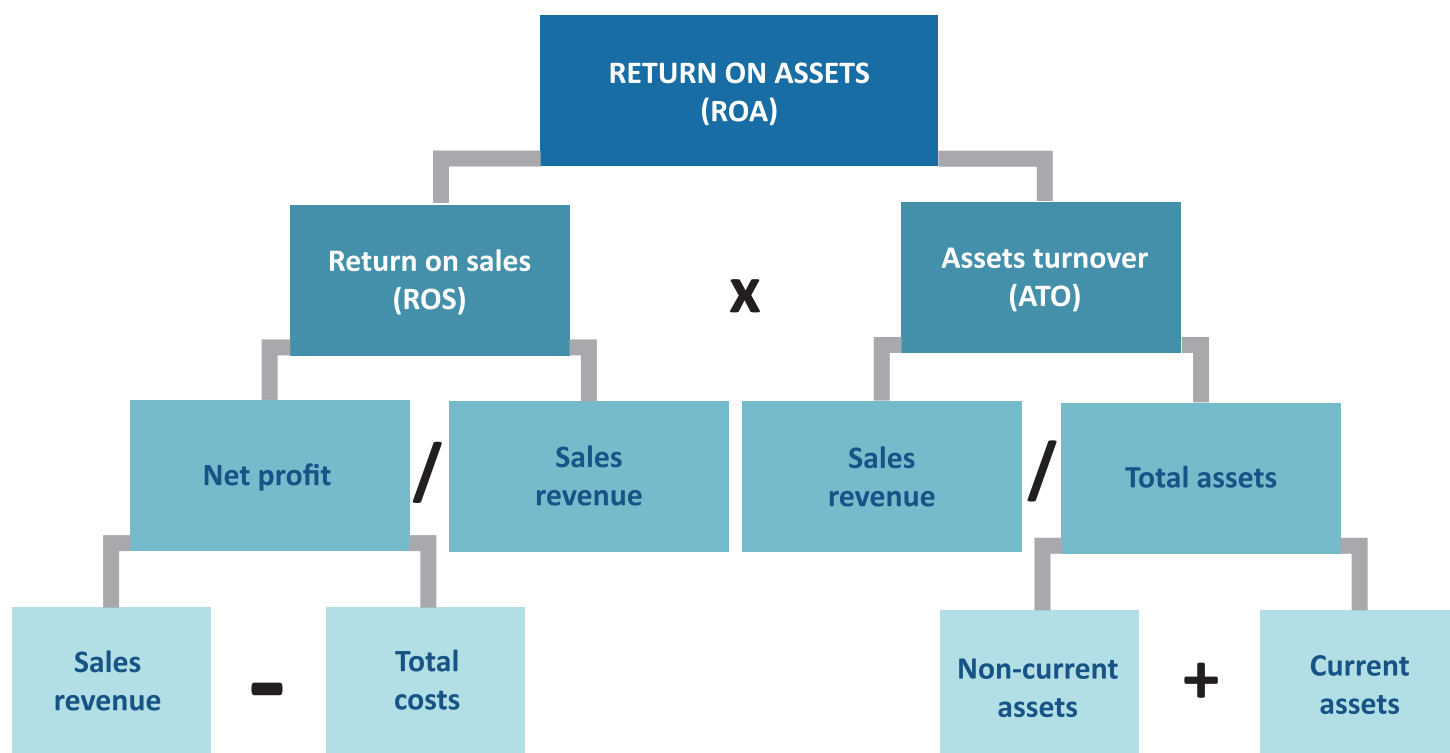 RETURN ON ASSETS
(ROA)
Return on sales
(ROS)
x
Assets turnover
(ATO)
Net profit
/
Sales
revenue
Sales
revenue
/
Total assets
Sales
revenue
-
Total
costs
Non-current
assets
+
Current
assets